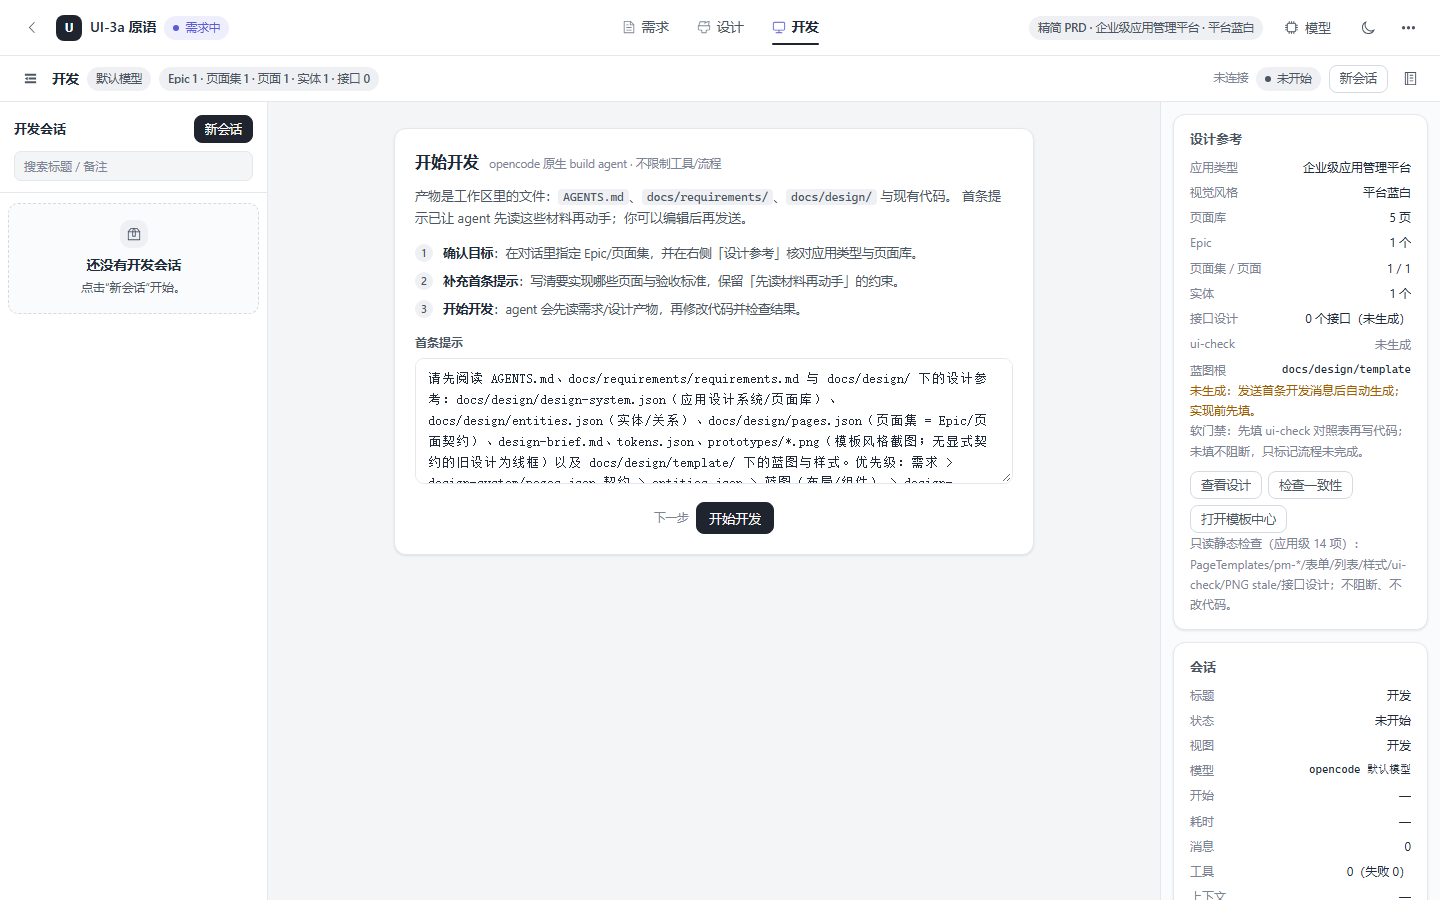 U UI-3a 原语 需求中 需求 设计 开发 精简 PRD · 企业级应用管理平台 · 平台蓝白 模型
开发 默认模型 Epic 1 · 页面集 1 · 页面 1 · 实体 1 · 接口 0 未连接 未开始 新会话
开发会话 新会话
搜索标题 / 备注
还没有开发会话
点击“新会话”开始。
开始开发 opencode 原生 build agent · 不限制工具/流程
产物是工作区里的文件： AGENTS.md 、 docs/requirements/ 、 docs/design/ 与现有代码。 首条提
示已让 agent 先读这些材料再动手；你可以编辑后再发送。
1 确认目标：在对话里指定 Epic/页面集，并在右侧「设计参考」核对应用类型与页面库。
2 补充首条提示：写清要实现哪些页面与验收标准，保留「先读材料再动手」的约束。
3 开始开发：agent 会先读需求/设计产物，再修改代码并检查结果。
首条提示
请先阅读 AGENTS.md、docs/requirements/requirements.md 与 docs/design/ 下的设计参
考：docs/design/design-system.json（应用设计系统/页面库）、
docs/design/entities.json（实体/关系）、docs/design/pages.json（页面集 = Epic/页
面契约）、design-brief.md、tokens.json、prototypes/*.png（模板风格截图；无显式契
约的旧设计为线框）以及 docs/design/template/ 下的蓝图与样式。优先级：需求 >
design-system/pages.json 契约 > entities.json > 蓝图（布局/组件） > design-
下一步 开始开发
设计参考
应用类型 企业级应用管理平台
视觉风格 平台蓝白
页面库 5 页
Epic 1 个
页面集 / 页面 1 / 1
实体 1 个
接口设计 0 个接口（未生成）
ui-check 未生成
蓝图根 docs/design/template
未生成；发送首条开发消息后自动生成；
实现前先填。
软门禁：先填 ui-check 对照表再写代码；
未填不阻断，只标记流程未完成。
查看设计 检查一致性
打开模板中心
只读静态检查（应用级 14 项）：
PageTemplates/pm-*/表单/列表/样式/ui-
check/PNG stale/接口设计；不阻断、不
改代码。
会话
标题 开发
状态 未开始
视图 开发
模型 opencode 默认模型
开始 —
耗时 —
消息 0
工具 0（失败 0）
上下文 —